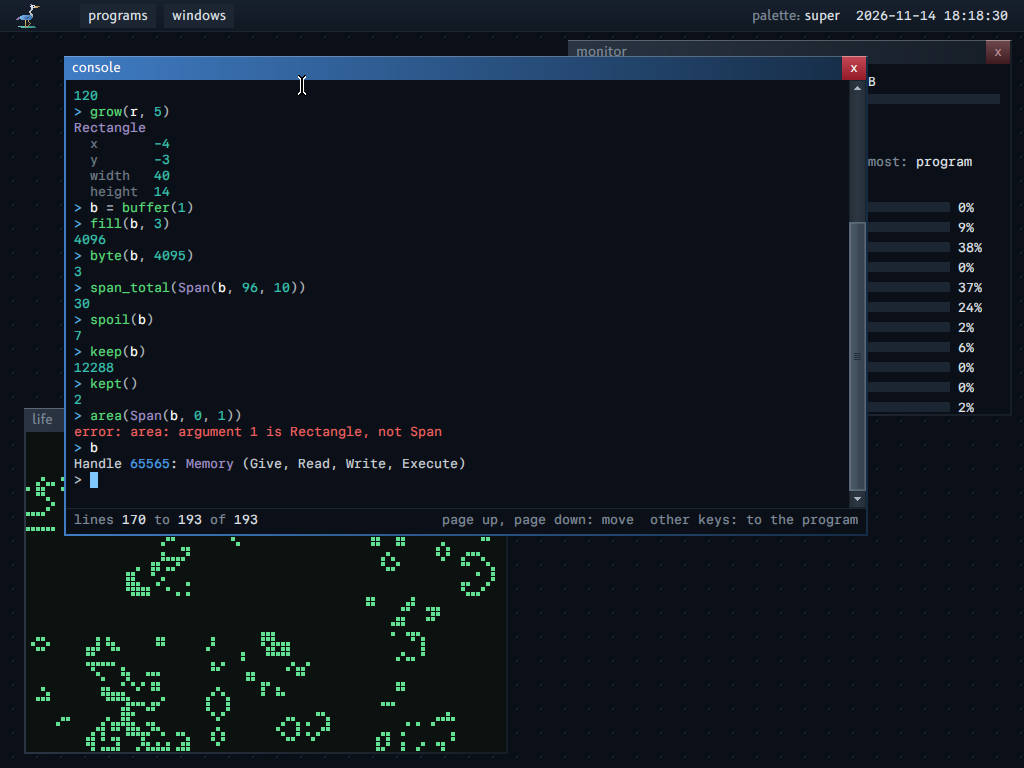 programs windows palette: super 2026-11-14 18:18:30
monitor x
console x
B
120
> grow(r, 5)
Rectangle
x -4
y -3
width 40
height 14
> b = buffer(1)
> fill(b, 3)
4096
> byte(b, 4095)
3
> span_total(Span(b, 96, 10))
30
> spoil(b)
7
> keep(b)
12288
> kept()
2
> area(Span(b, 0, 1))
error: area: argument 1 is Rectangle, not Span
> b
Handle 65565: Memory (Give, Read, Write, Execute)
>
lines 170 to 193 of 193 page up, page down: move other keys: to the program
most: program
0%
9%
38%
0%
37%
24%
2%
6%
0%
0%
2%
life